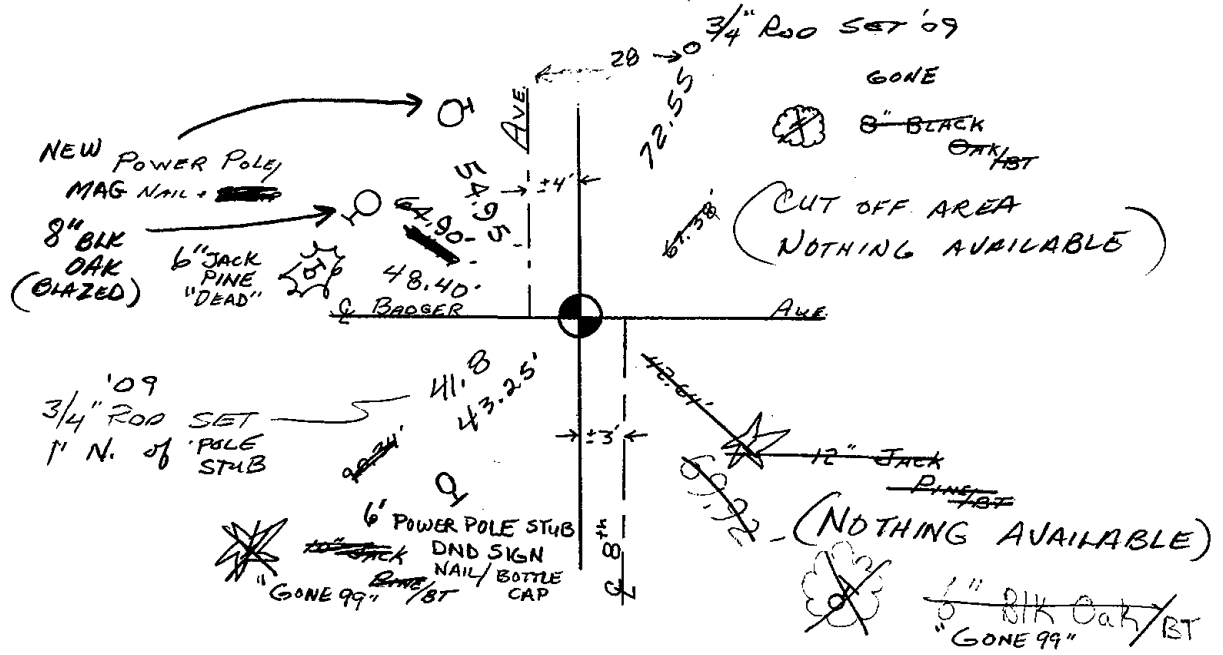 3/4" ROD SET '09
28
GONE
8" BLACK
OAK/BT
72.55
AVE.
±4'
NEW POWER POLE,
MAG NAIL +
54.95
64.90'
8" BLK
OAK
(BLAZED)
6" JACK
PINE
"DEAD"
48.40'
67.38'
(CUT OFF AREA
NOTHING AVAILABLE)
℄ BADGER
AVE.
'09
3/4" ROD SET
1' N. of POLE
STUB
41.8
43.25'
±3'
42.64'
12" JACK
PINE/BT
69.92
(NOTHING AVAILABLE)
6' POWER POLE STUB
DND SIGN
NAIL/BOTTLE
CAP
10" JACK
PINE/BT
"GONE 99"
8th
℄
6" Blk Oak/BT
"GONE 99"